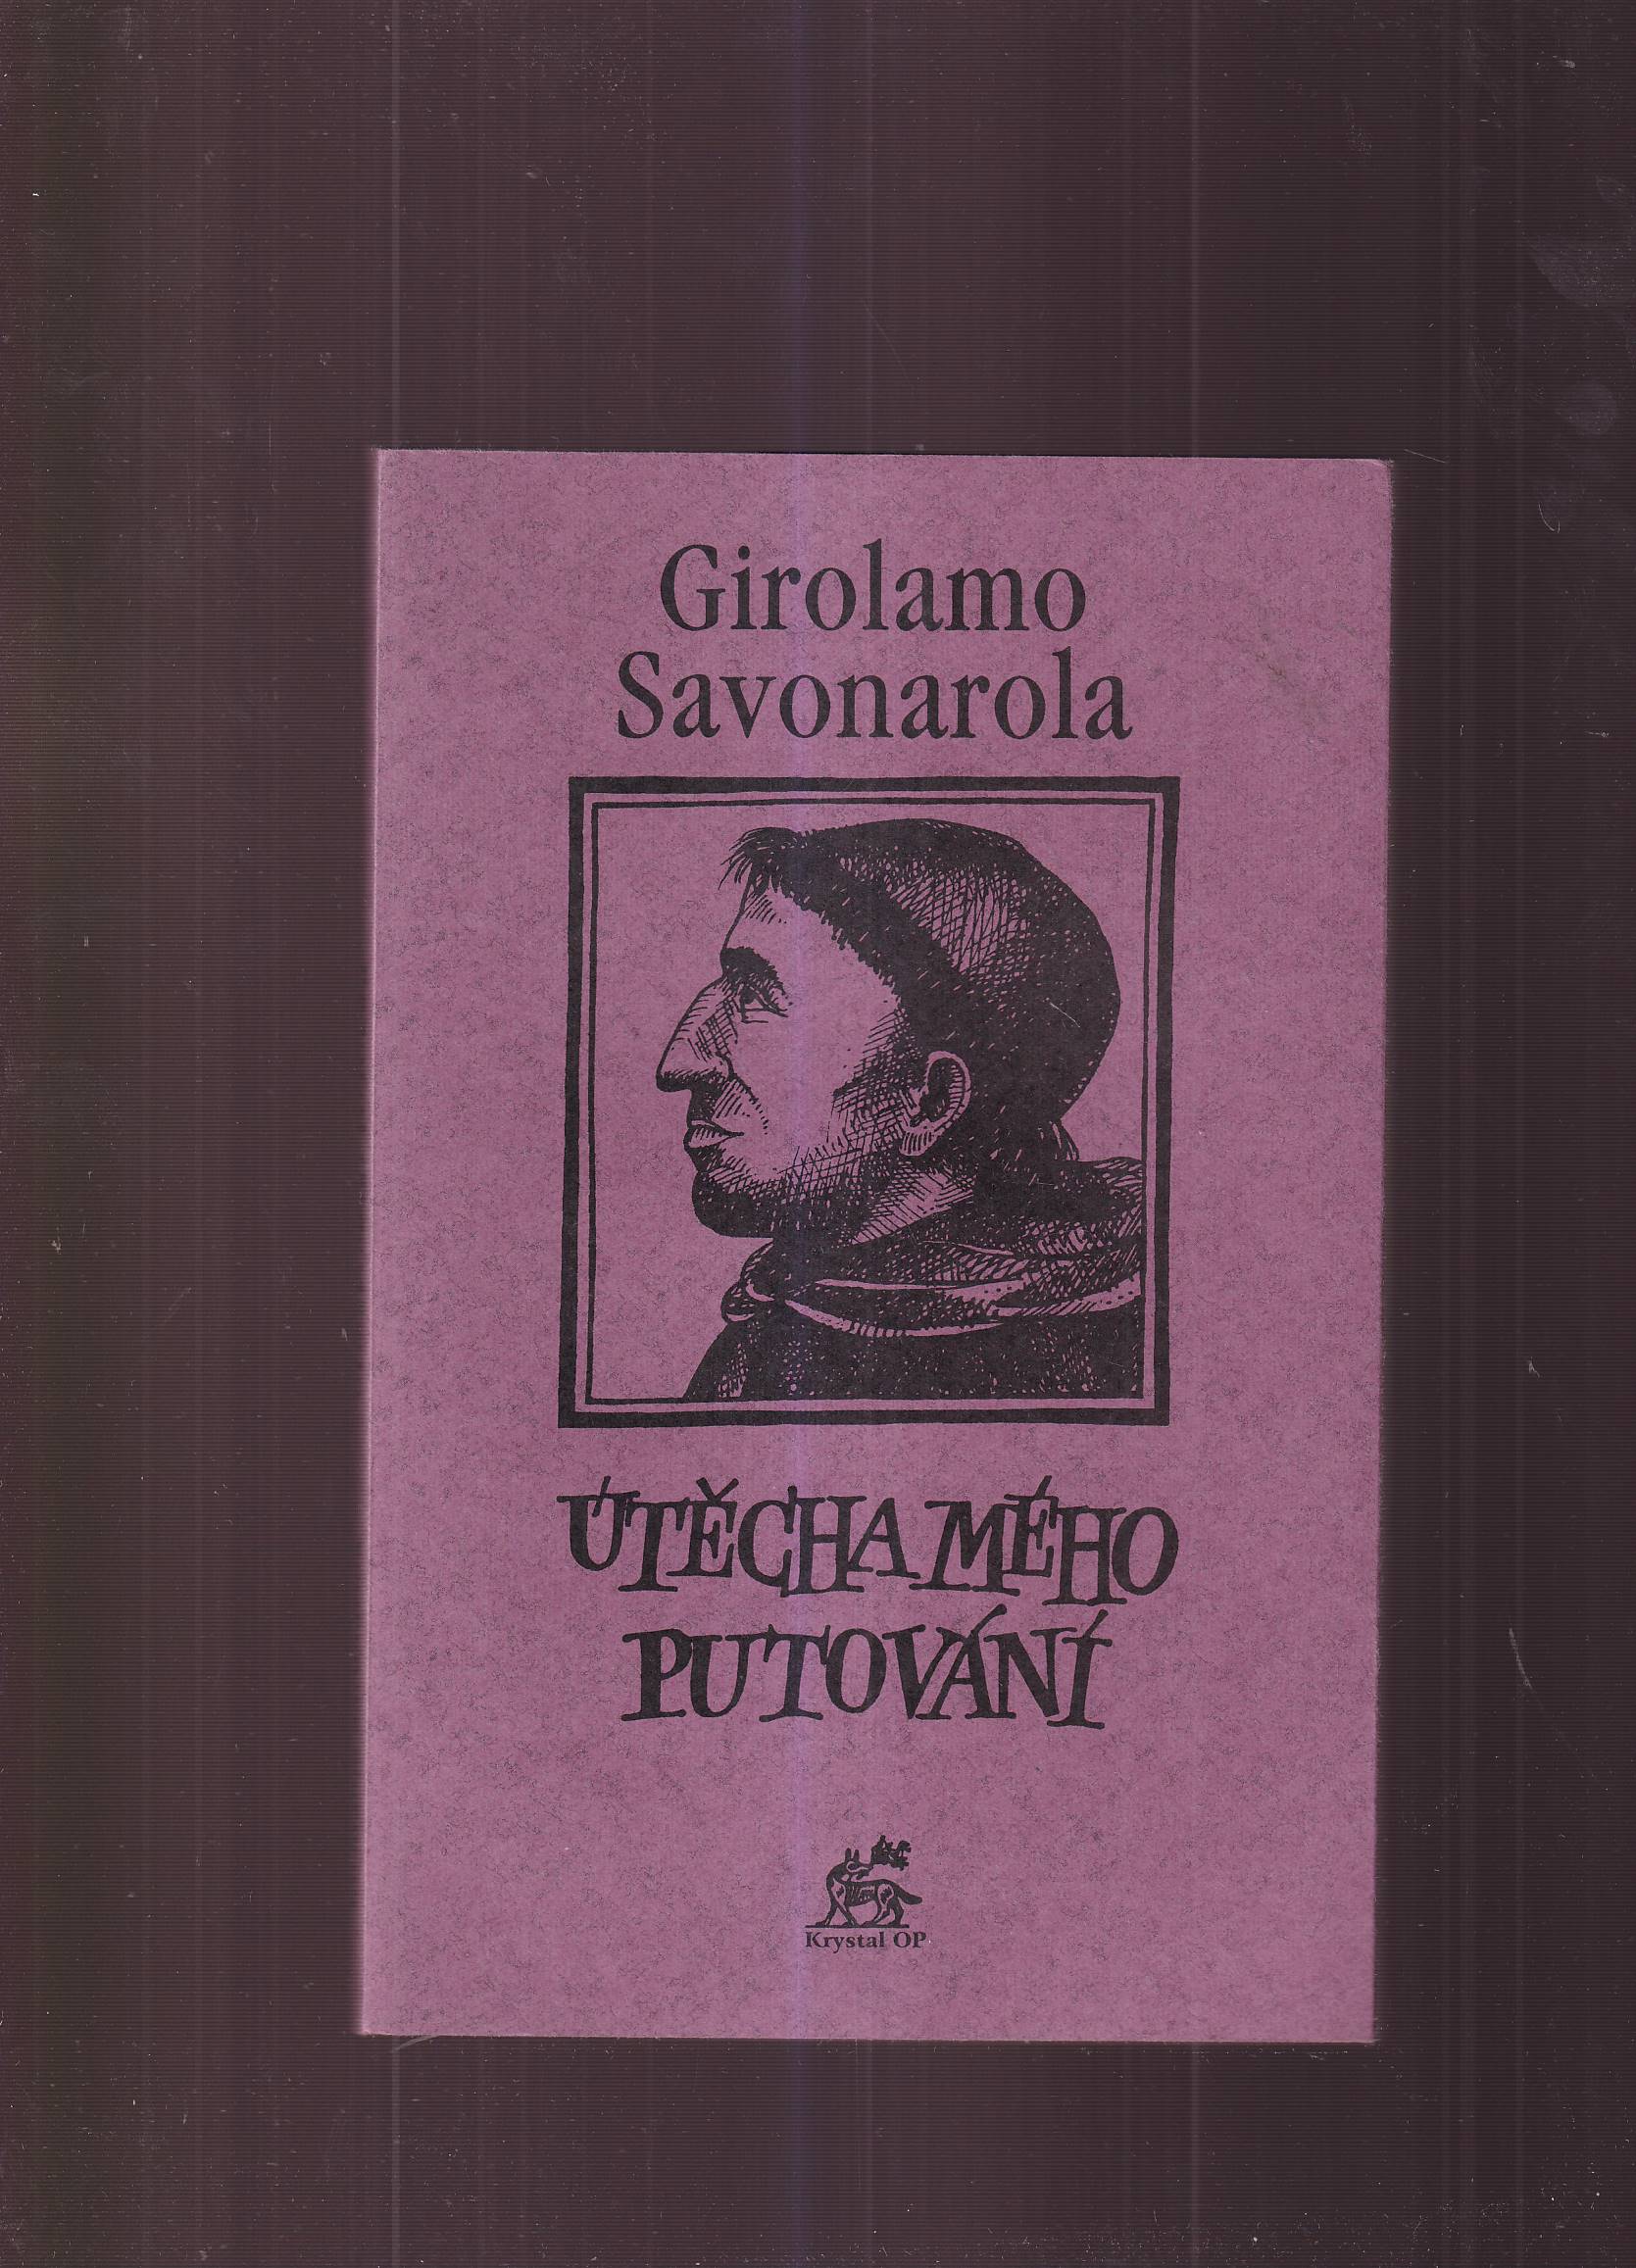 Girolamo
Savonarola
ÚTĚCHA MÉHO
PUTOVÁNÍ
Krystal OP